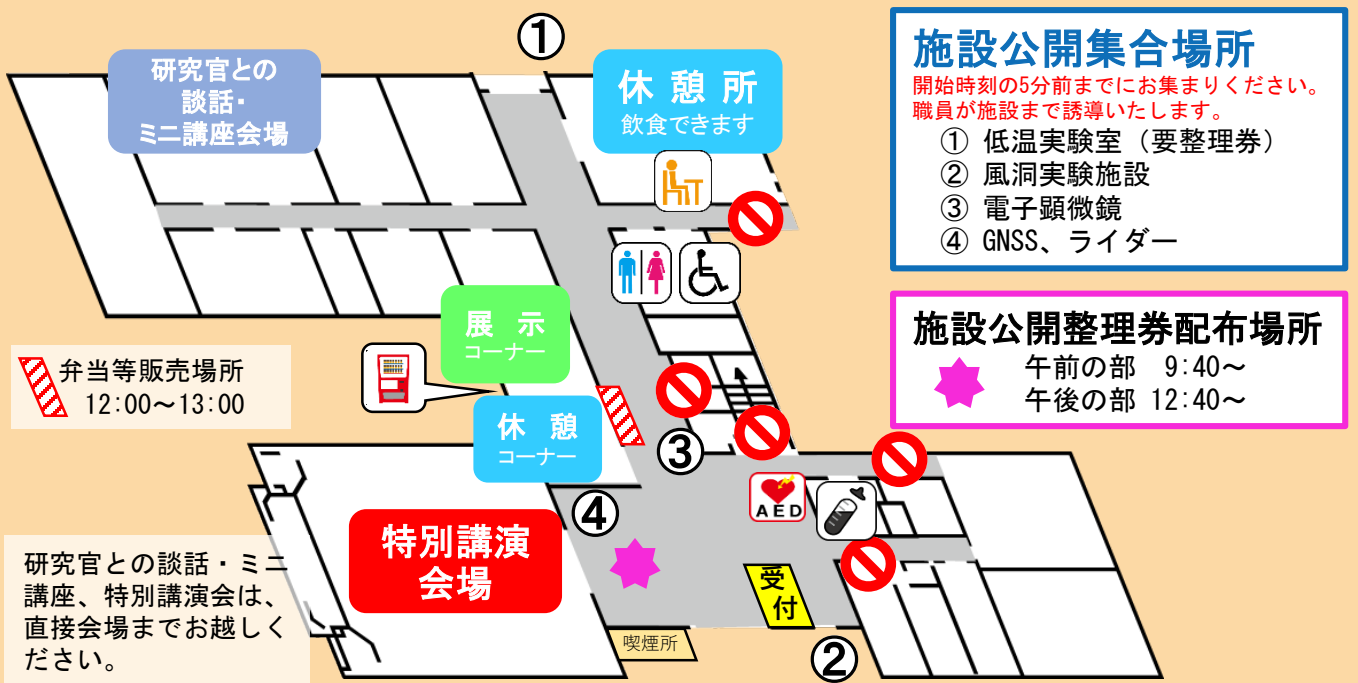 ①
研究官との
談話・
ミニ講座会場
休憩所
飲食できます
施設公開集合場所
開始時刻の5分前までにお集まりください。
職員が施設まで誘導いたします。
① 低温実験室（要整理券）
② 風洞実験施設
③ 電子顕微鏡
④ GNSS、ライダー
施設公開整理券配布場所
午前の部 9:40～
午後の部 12:40～
展示
コーナー
弁当等販売場所
12:00～13:00
休憩
コーナー
③
④
AED
特別講演
会場
受付
研究官との談話・ミニ
講座、特別講演会は、
直接会場までお越しく
ださい。
喫煙所
②